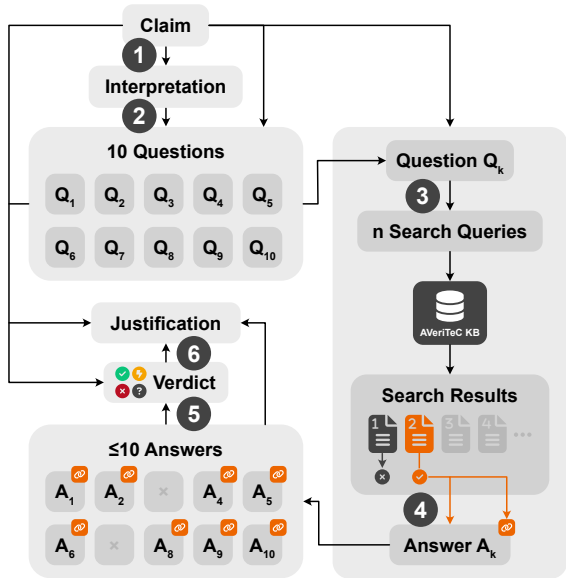 Claim
1
Interpretation
2
10 Questions
Q1 Q2 Q3 Q4 Q5
Q6 Q7 Q8 Q9 Q10
Question Qk
3
n Search Queries
AVeriTeC KB
Search Results
1 2 3 4 ...
4
Answer Ak
Justification
6
? Verdict
5
≤10 Answers
A1 A2 × A4 A5
A6 × A8 A9 A10